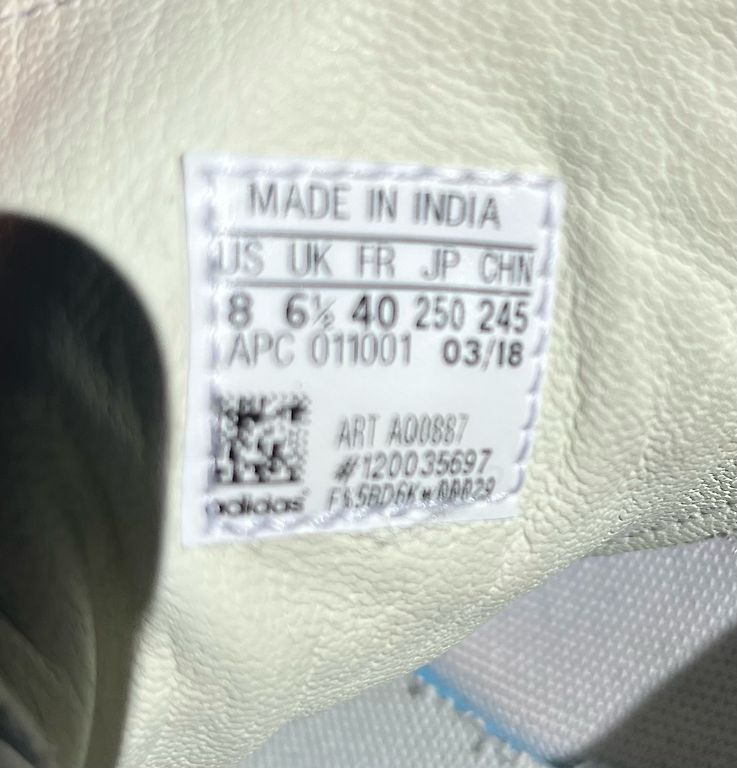 MADE IN INDIA
US UK FR JP CHN
8 6½ 40 250 245
APC 011001 03/18
ART AQ0887
#120035697
adidas